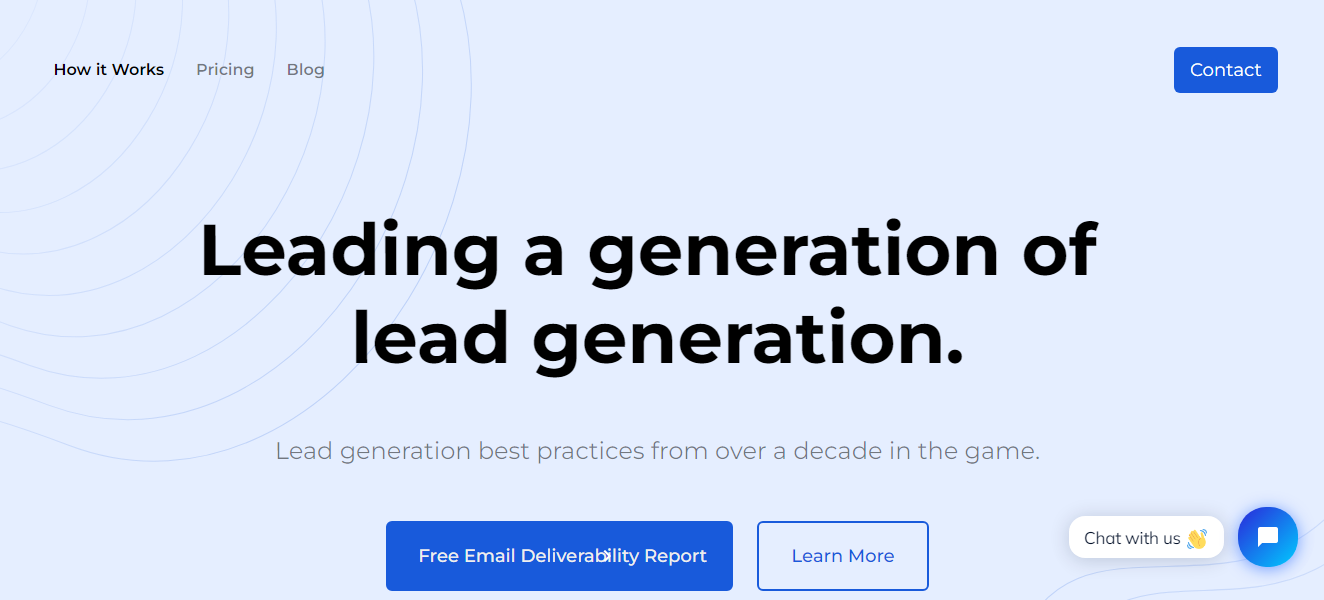 How it Works Pricing Blog Contact
Leading a generation of
lead generation.
Lead generation best practices from over a decade in the game.
Free Email Deliverability Report Learn More
Chat with us 👋